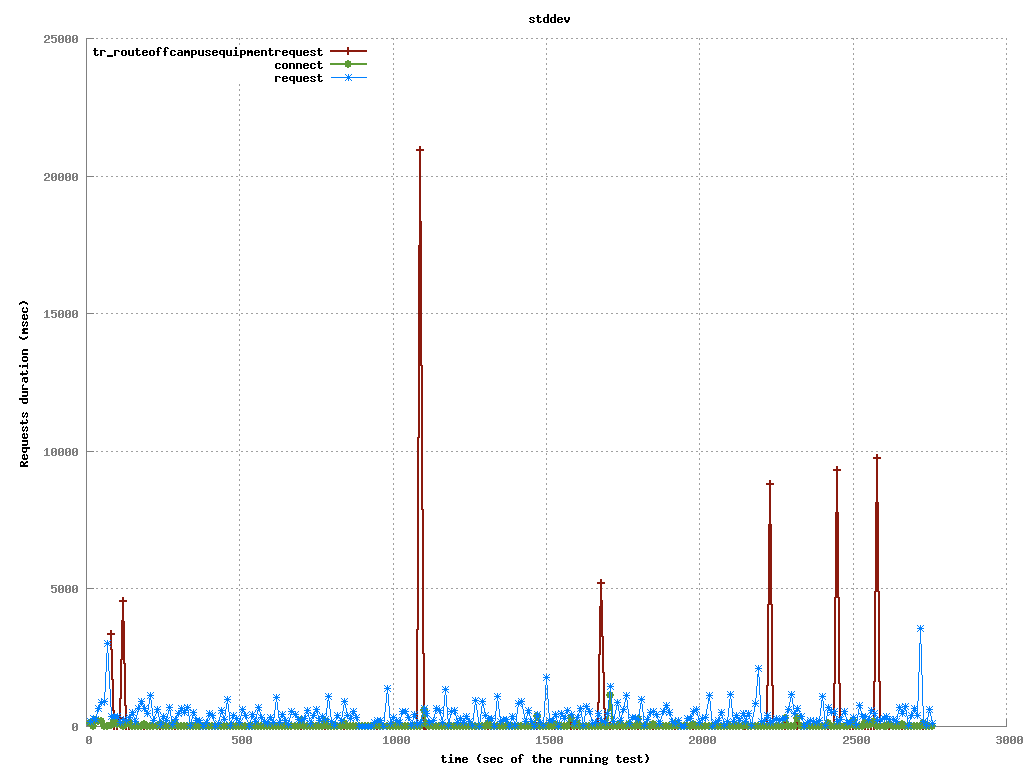 stddev
25000
tr_routeoffcampusequipmentrequest
connect
request
20000
15000
Requests duration (msec)
10000
5000
0
0 500 1000 1500 2000 2500 3000
time (sec of the running test)